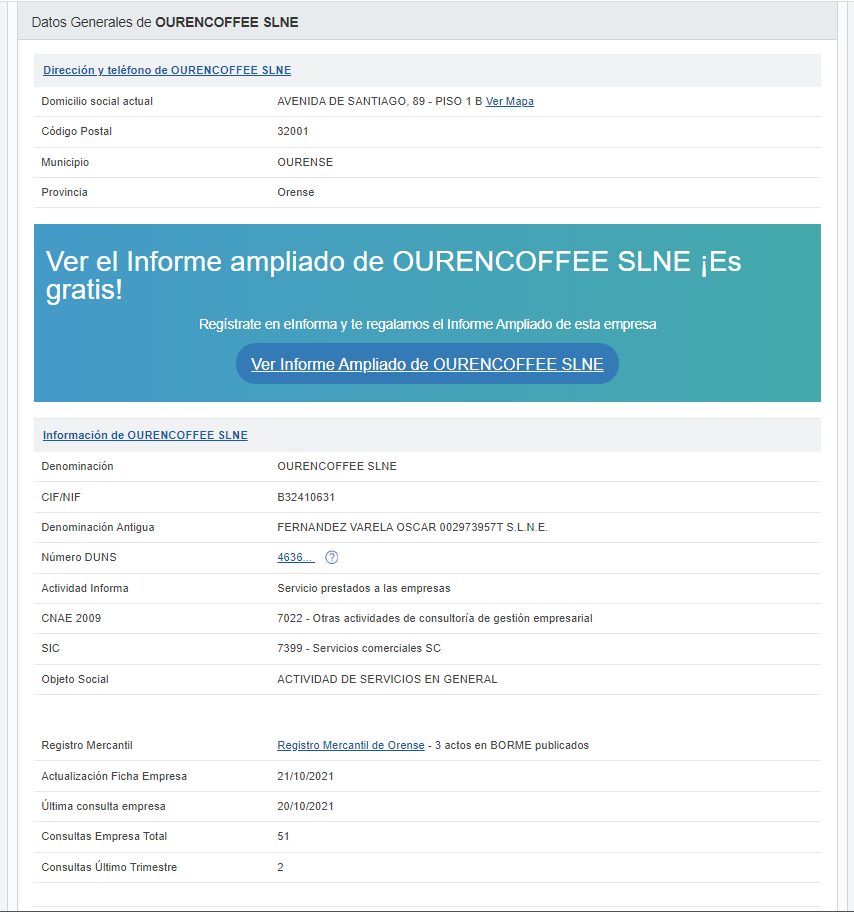 Datos Generales de OURENCOFFEE SLNE
Dirección y teléfono de OURENCOFFEE SLNE
Domicilio social actual AVENIDA DE SANTIAGO, 89 - PISO 1 B Ver Mapa
Código Postal 32001
Municipio OURENSE
Provincia Orense
Ver el Informe ampliado de OURENCOFFEE SLNE ¡Es
gratis!
Regístrate en eInforma y te regalamos el Informe Ampliado de esta empresa
Ver Informe Ampliado de OURENCOFFEE SLNE
Información de OURENCOFFEE SLNE
Denominación OURENCOFFEE SLNE
CIF/NIF B32410631
Denominación Antigua FERNANDEZ VARELA OSCAR 002973957T S.L.N.E.
Número DUNS 4636... ?
Actividad Informa Servicio prestados a las empresas
CNAE 2009 7022 - Otras actividades de consultoría de gestión empresarial
SIC 7399 - Servicios comerciales SC
Objeto Social ACTIVIDAD DE SERVICIOS EN GENERAL
Registro Mercantil Registro Mercantil de Orense - 3 actos en BORME publicados
Actualización Ficha Empresa 21/10/2021
Última consulta empresa 20/10/2021
Consultas Empresa Total 51
Consultas Último Trimestre 2